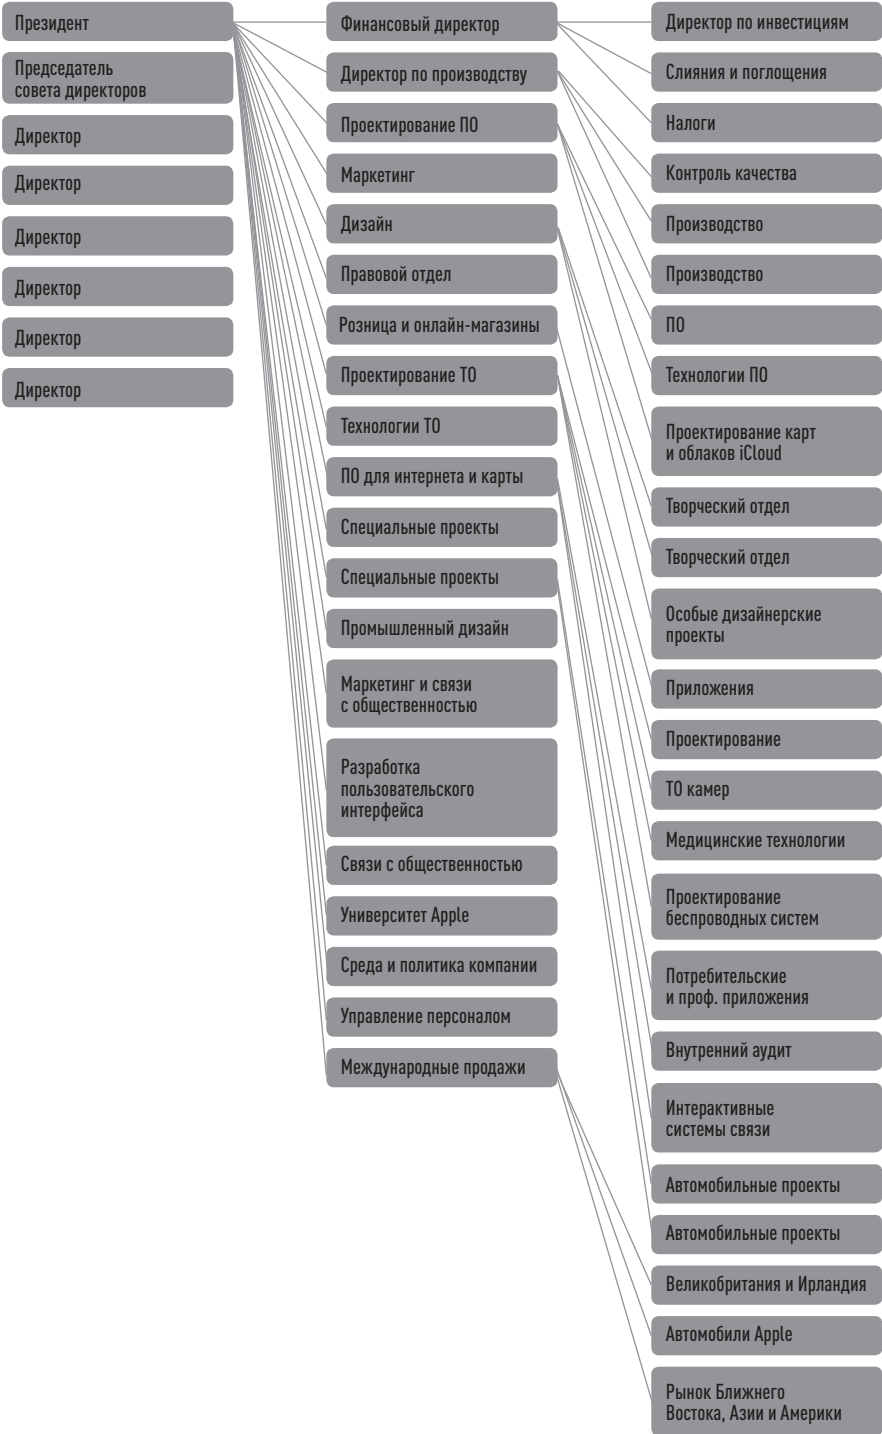 Президент
Председатель
совета директоров
Директор
Директор
Директор
Директор
Директор
Директор
Финансовый директор
Директор по производству
Проектирование ПО
Маркетинг
Дизайн
Правовой отдел
Розница и онлайн-магазины
Проектирование ТО
Технологии ТО
ПО для интернета и карты
Специальные проекты
Специальные проекты
Промышленный дизайн
Маркетинг и связи
с общественностью
Разработка
пользовательского
интерфейса
Связи с общественностью
Университет Apple
Среда и политика компании
Управление персоналом
Международные продажи
Директор по инвестициям
Слияния и поглощения
Налоги
Контроль качества
Производство
Производство
ПО
Технологии ПО
Проектирование карт
и облаков iCloud
Творческий отдел
Творческий отдел
Особые дизайнерские
проекты
Приложения
Проектирование
ТО камер
Медицинские технологии
Проектирование
беспроводных систем
Потребительские
и проф. приложения
Внутренний аудит
Интерактивные
системы связи
Автомобильные проекты
Автомобильные проекты
Великобритания и Ирландия
Автомобили Apple
Рынок Ближнего
Востока, Азии и Америки